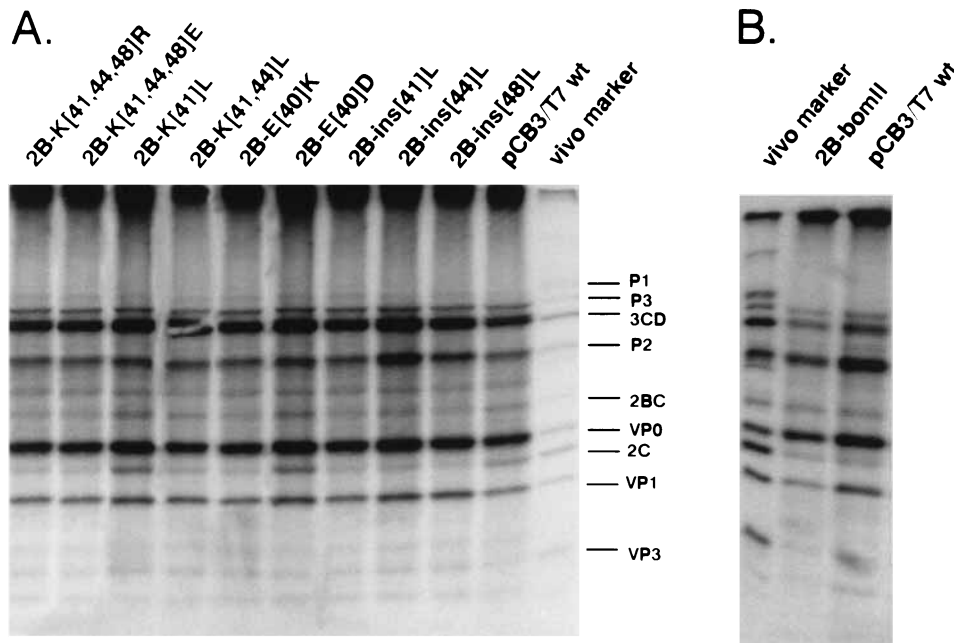 A.
2B-K[41,44,48]R
2B-K[41,44,48]E
2B-K[41]L
2B-K[41,44]L
2B-E[40]K
2B-E[40]D
2B-ins[41]L
2B-ins[44]L
2B-ins[48]L
pCB3/T7 wt
vivo marker
P1
P3
3CD
P2
2BC
VP0
2C
VP1
VP3
B.
vivo marker
2B-bomII
pCB3/T7 wt